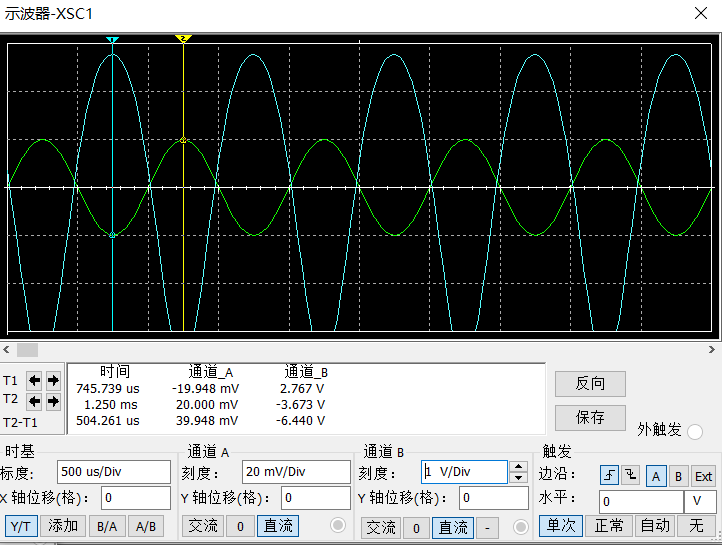 示波器-XSC1
1 2
时间 通道_A 通道_B
T1 745.739 us -19.948 mV 2.767 V
T2 1.250 ms 20.000 mV -3.673 V
T2-T1 504.261 us 39.948 mV -6.440 V
反向
保存
外触发
时基 通道 A 通道 B 触发
标度: 500 us/Div 刻度: 20 mV/Div 刻度: 1 V/Div 边沿: A B Ext
X 轴位移(格): 0 Y 轴位移(格): 0 Y 轴位移(格): 0 水平: 0 V
Y/T 添加 B/A A/B 交流 0 直流 交流 0 直流 - 单次 正常 自动 无